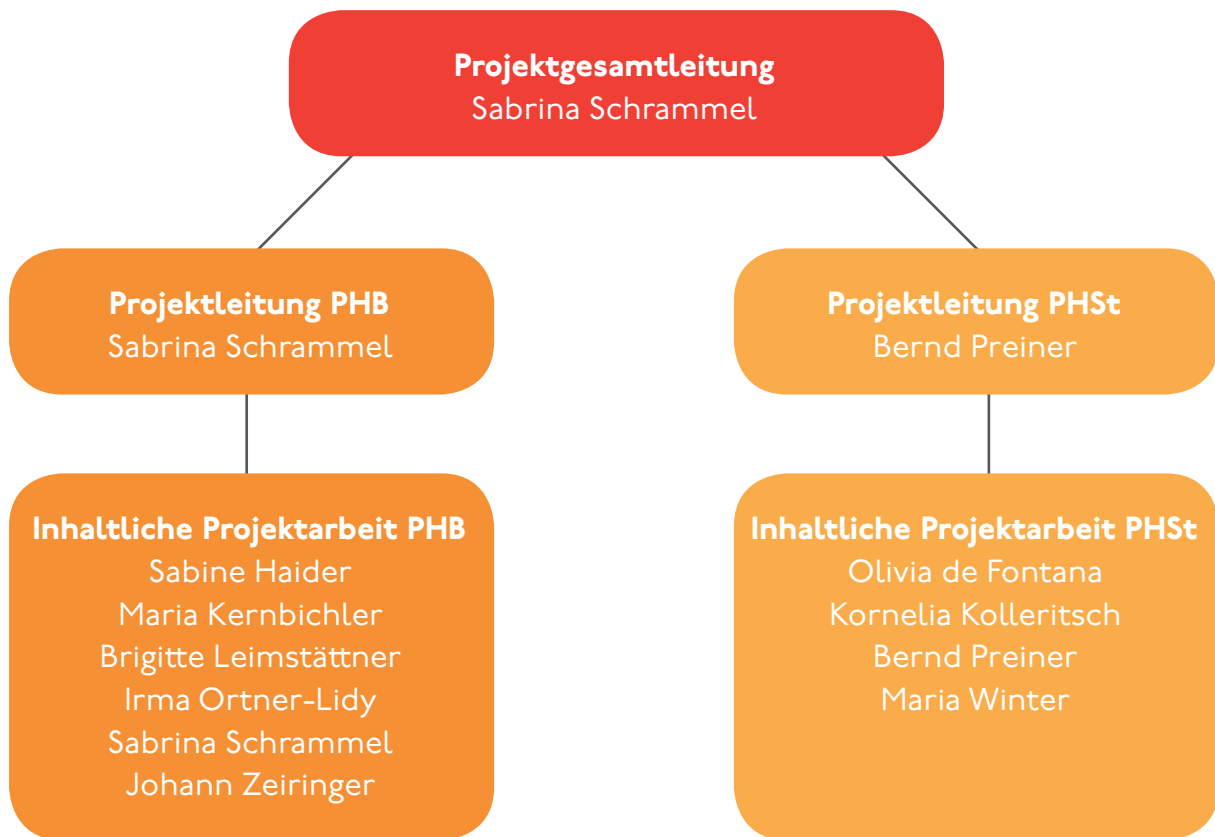 Projektgesamtleitung
Sabrina Schrammel
Projektleitung PHB
Sabrina Schrammel
Projektleitung PHSt
Bernd Preiner
Inhaltliche Projektarbeit PHB
Sabine Haider
Maria Kernbichler
Brigitte Leimstättner
Irma Ortner-Lidy
Sabrina Schrammel
Johann Zeiringer
Inhaltliche Projektarbeit PHSt
Olivia de Fontana
Kornelia Kolleritsch
Bernd Preiner
Maria Winter